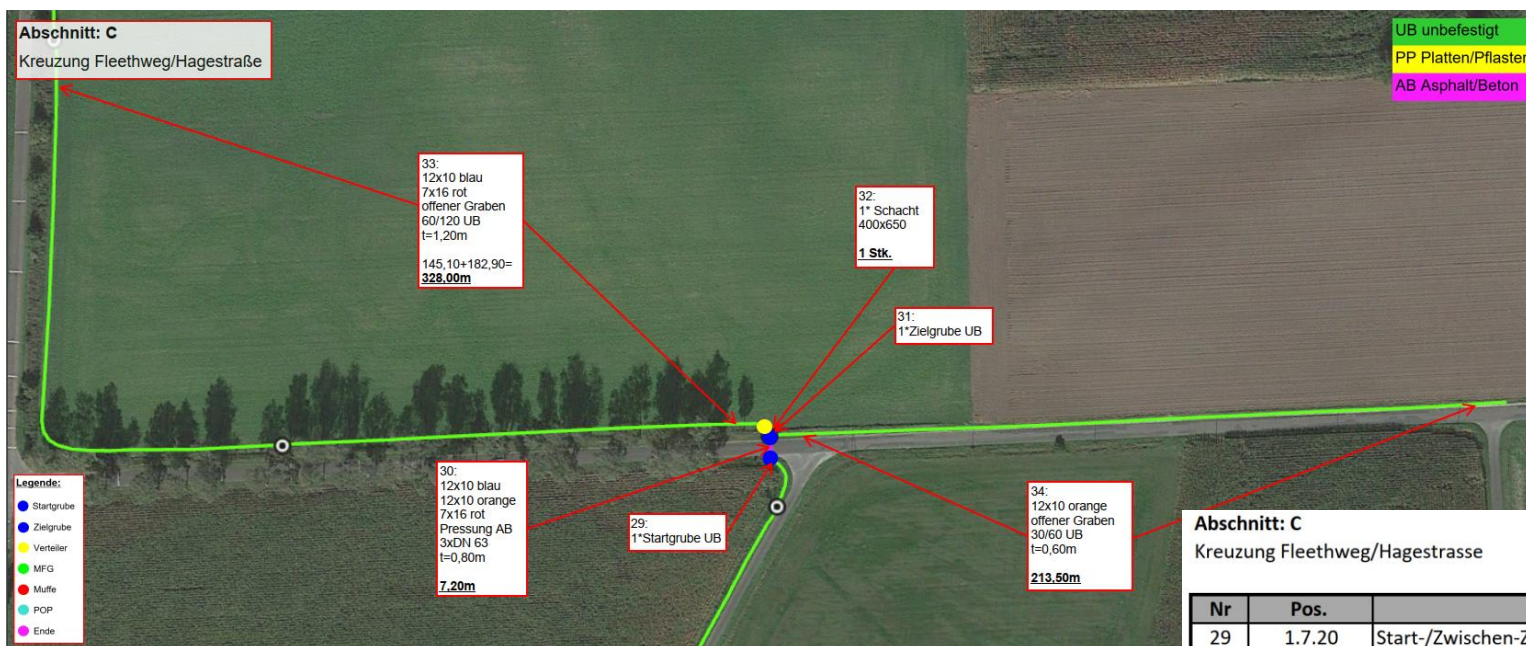 Abschnitt: C
Kreuzung Fleethweg/Hagestraße
UB unbefestigt
PP Platten/Pflaster
AB Asphalt/Beton
33:
12x10 blau
7x16 rot
offener Graben
60/120 UB
t=1,20m
145,10+182,90=
328,00m
32:
1* Schacht
400x650
1 Stk.
31:
1*Zielgrube UB
30:
12x10 blau
12x10 orange
7x16 rot
Pressung AB
3xDN 63
t=0,80m
7,20m
29:
1*Startgrube UB
34:
12x10 orange
offener Graben
30/60 UB
t=0,60m
213,50m
Legende:
Startgrube
Zielgrube
Verteiler
MFG
Muffe
POP
Ende
Abschnitt: C
Kreuzung Fleethweg/Hagestrasse
Nr Pos.
29 1.7.20 Start-/Zwischen-Z